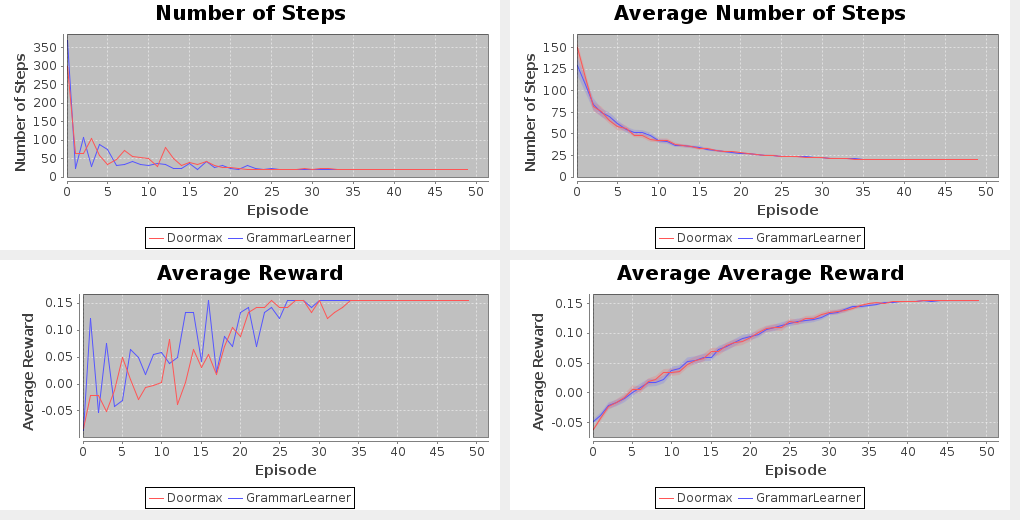 Number of Steps
Number of Steps
350
300
250
200
150
100
50
0
0 5 10 15 20 25 30 35 40 45 50
Episode
Doormax GrammarLearner
Average Number of Steps
Number of Steps
150
125
100
75
50
25
0
0 5 10 15 20 25 30 35 40 45 50
Episode
Doormax GrammarLearner
Average Reward
Average Reward
0.15
0.10
0.05
0.00
-0.05
0 5 10 15 20 25 30 35 40 45 50
Episode
Doormax GrammarLearner
Average Average Reward
Average Reward
0.15
0.10
0.05
0.00
-0.05
0 5 10 15 20 25 30 35 40 45 50
Episode
Doormax GrammarLearner